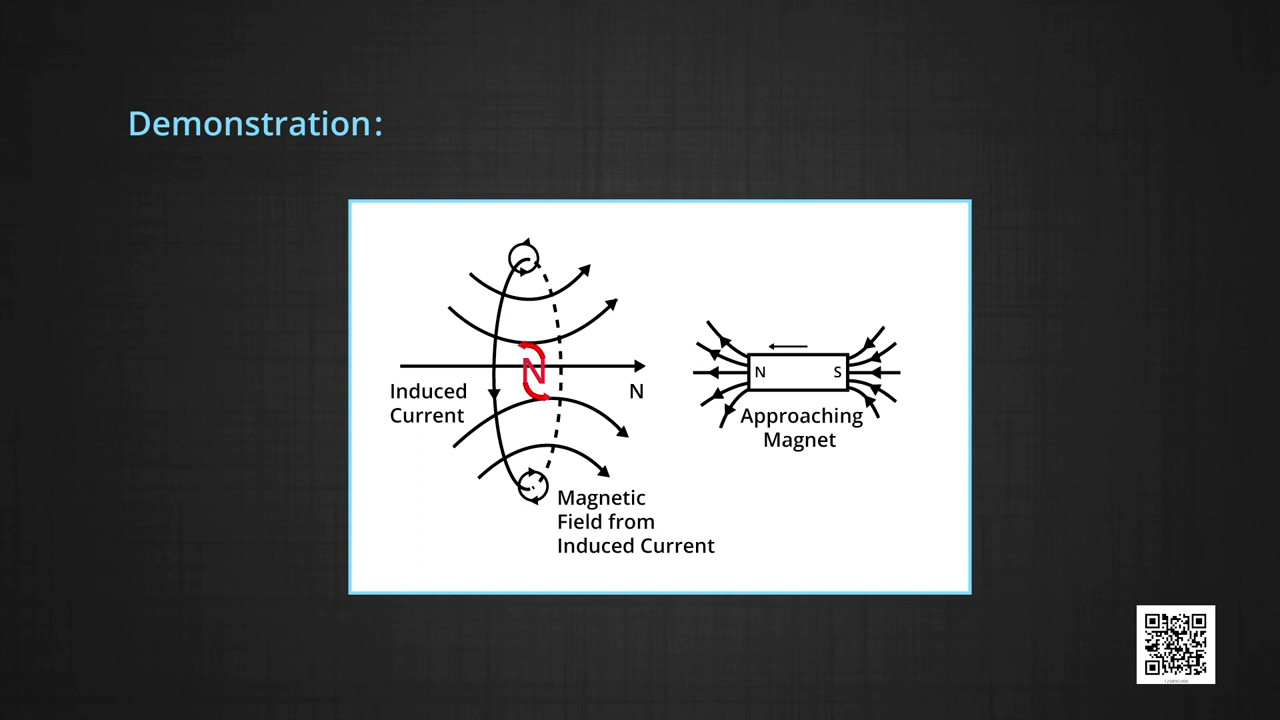 Demonstration:
N
Induced
Current
N
N
S
Approaching
Magnet
Magnetic
Field from
Induced Current